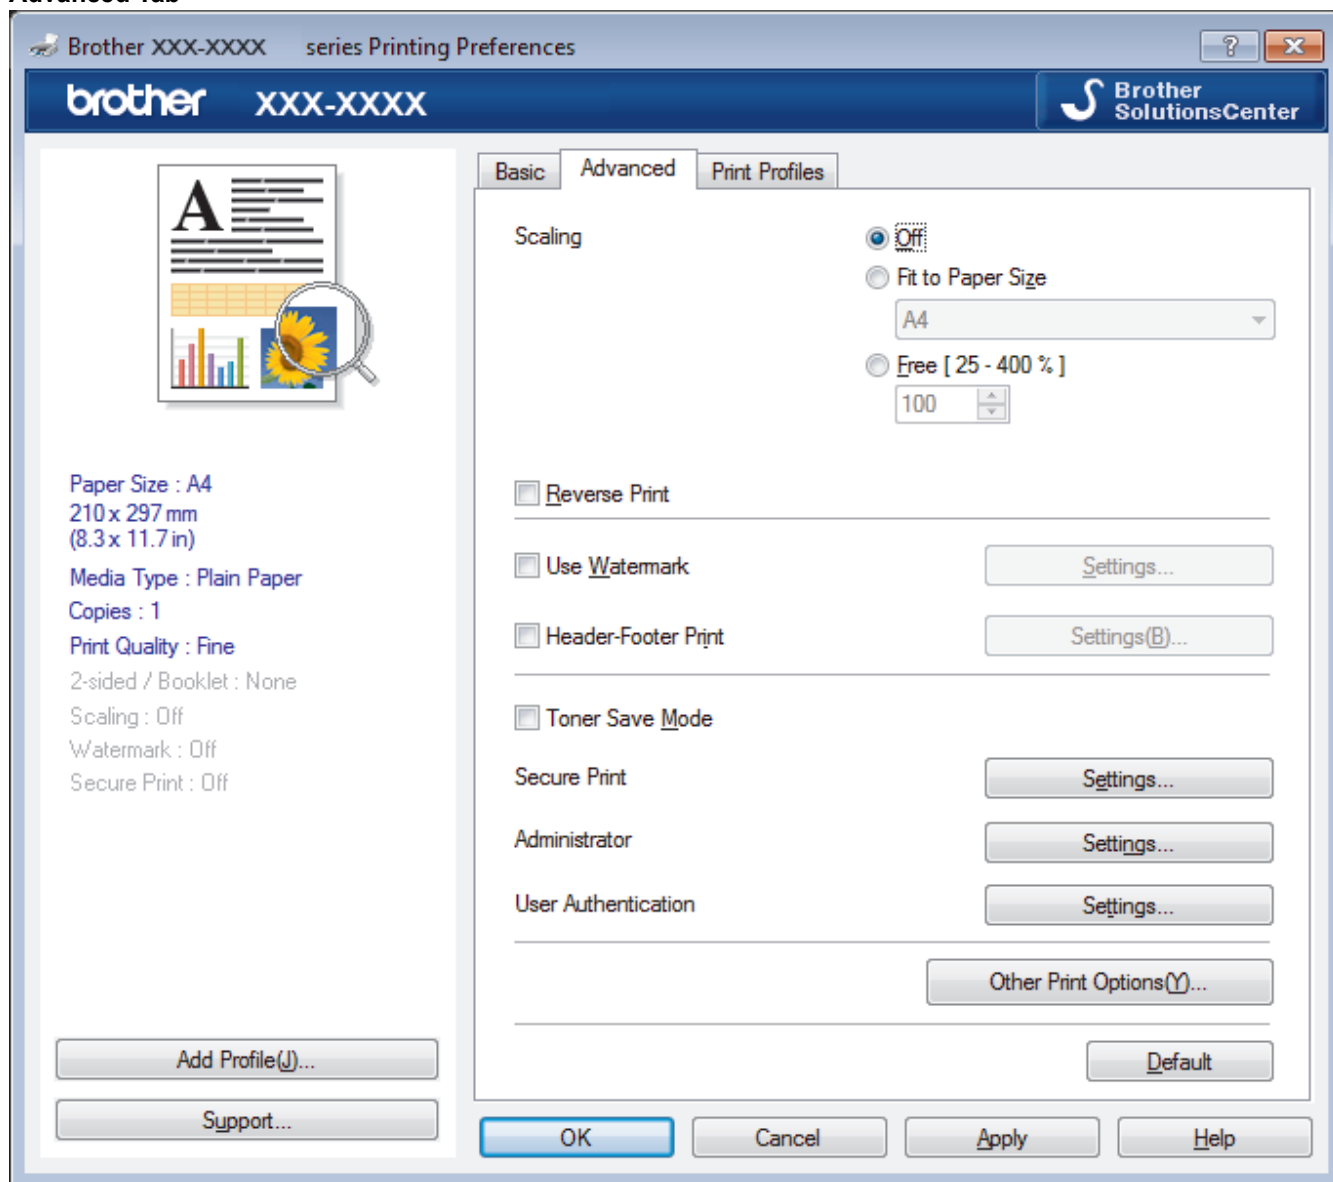 Advanced Tab
Brother XXX-XXXX series Printing Preferences
brother XXX-XXXX
Brother
SolutionsCenter
A
Paper Size : A4
210 x 297 mm
(8.3 x 11.7 in)
Media Type : Plain Paper
Copies : 1
Print Quality : Fine
2-sided / Booklet : None
Scaling : Off
Watermark : Off
Secure Print : Off
Add Profile(J)...
Support...
Basic Advanced Print Profiles
Scaling
Off
Fit to Paper Size
A4
Free [ 25 - 400 % ]
100
Reverse Print
Use Watermark Settings...
Header-Footer Print Settings(B)...
Toner Save Mode
Secure Print Settings...
Administrator Settings...
User Authentication Settings...
Other Print Options(Y)...
Default
OK Cancel Apply Help